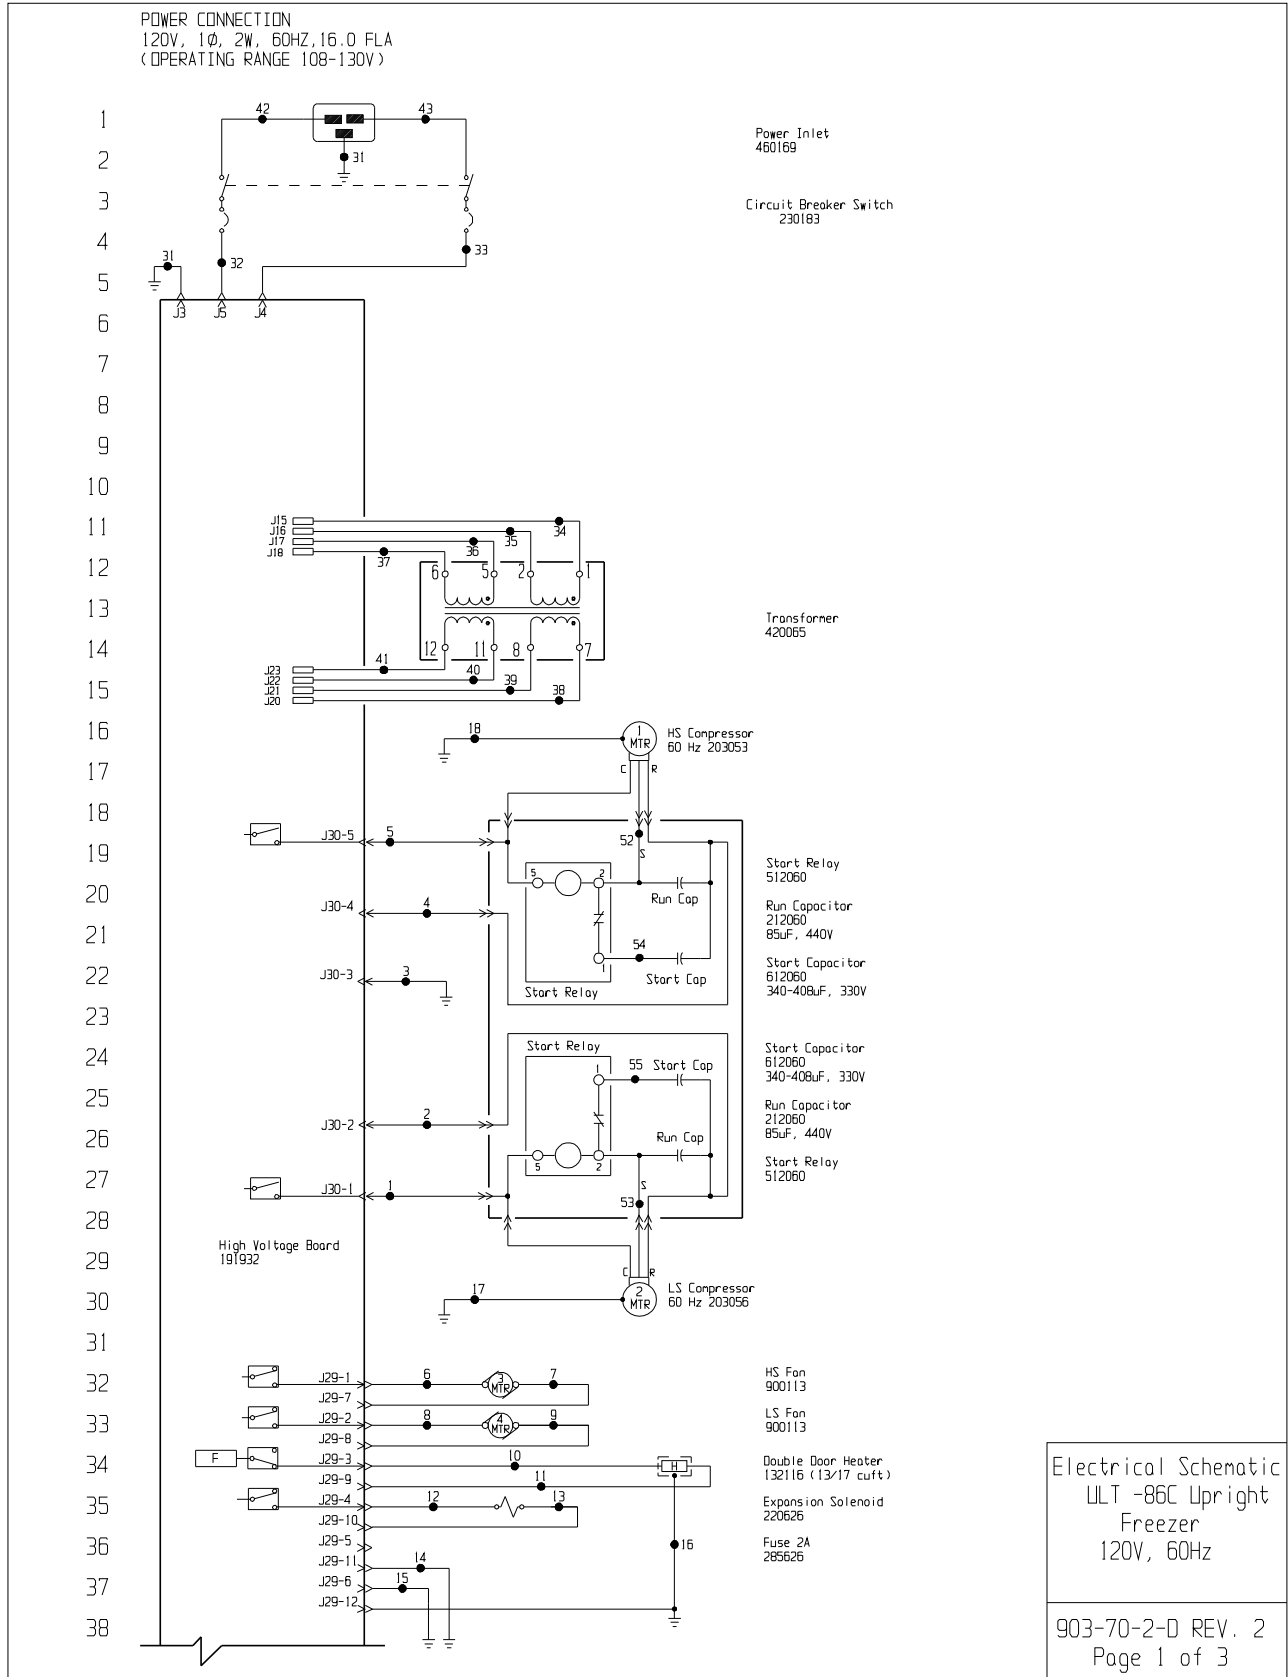 POWER CONNECTION
120V, 1Ø, 2W, 60HZ,16.0 FLA
(OPERATING RANGE 108-130V)
1
42
43
Power Inlet
460169
2
31
3
Circuit Breaker Switch
230183
4
33
31
32
5
J3
J5
J4
6
7
8
9
10
11
J15
34
J16
35
J17
36
J18
37
12
6
5
2
1
13
Transformer
420065
14
12
11
8
7
J23
41
J22
40
15
J21
39
J20
38
16
18
1
MTR
HS Compressor
60 Hz 203053
17
C
R
18
J30-5
5
52
S
19
Start Relay
512060
5
2
20
Run Cap
J30-4
4
Run Capacitor
212060
85uF, 440V
21
54
1
22
J30-3
3
Start Cap
Start Relay
Start Capacitor
612060
340-408uF, 330V
23
24
Start Relay
55
Start Cap
1
Start Capacitor
612060
340-408uF, 330V
25
J30-2
2
Run Capacitor
212060
85uF, 440V
26
Run Cap
5
2
27
Start Relay
512060
J30-1
1
S
53
28
High Voltage Board
191932
29
C
R
30
17
2
MTR
LS Compressor
60 Hz 203056
31
32
J29-1
6
3
MTR
7
HS Fan
900113
J29-7
33
J29-2
8
4
MTR
9
LS Fan
900113
J29-8
34
F
J29-3
10
H
Double Door Heater
132116 (13/17 cuft)
J29-9
11
35
J29-4
12
13
Expansion Solenoid
220626
J29-10
36
J29-5
16
Fuse 2A
285626
J29-11
14
37
J29-6
15
J29-12
38
Electrical Schematic
ULT -86C Upright
Freezer
120V, 60Hz
903-70-2-D REV. 2
Page 1 of 3